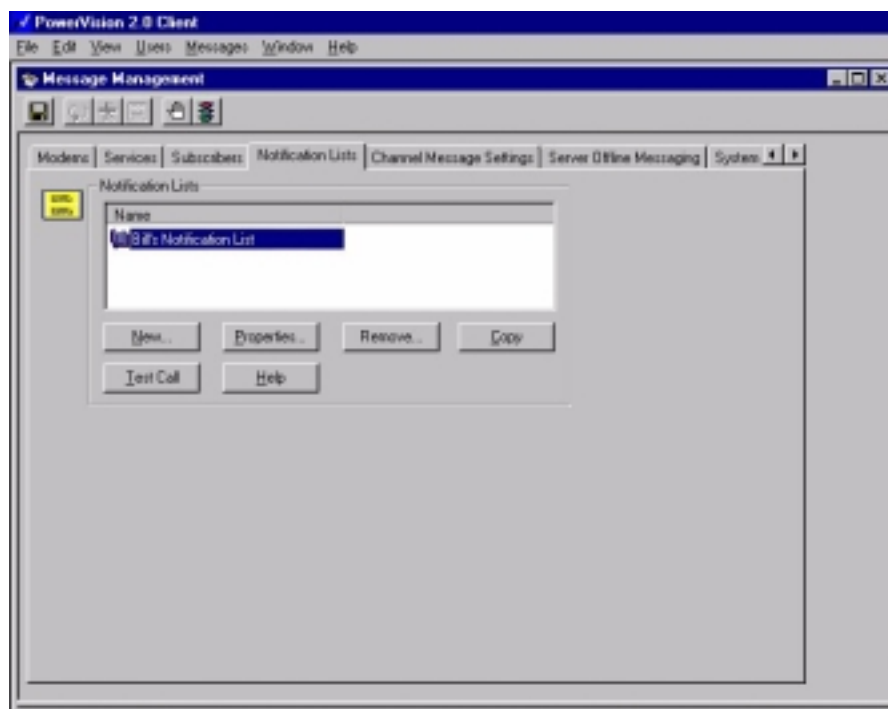 PowerVision 2.0 Client
File Edit View Users Messages Window Help
Message Management
Modems Services Subscribers Notification Lists Channel Message Settings Server Offline Messaging System
Notification Lists
Name
Bill's Notification List
New... Properties... Remove... Copy
Test Call Help